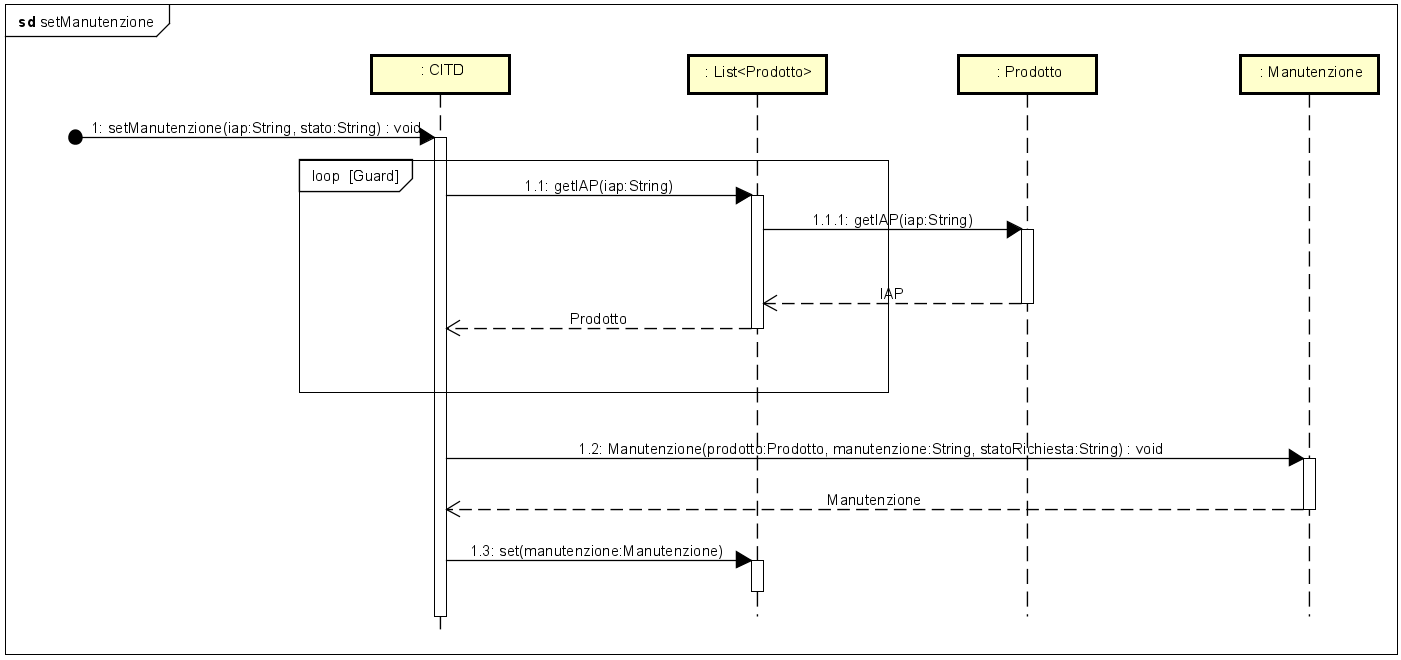 sd setManutenzione
: CITD
: List<Prodotto>
: Prodotto
: Manutenzione
1: setManutenzione(iap:String, stato:String) : void
loop [Guard]
1.1: getIAP(iap:String)
1.1.1: getIAP(iap:String)
IAP
Prodotto
1.2: Manutenzione(prodotto:Prodotto, manutenzione:String, statoRichiesta:String) : void
Manutenzione
1.3: set(manutenzione:Manutenzione)